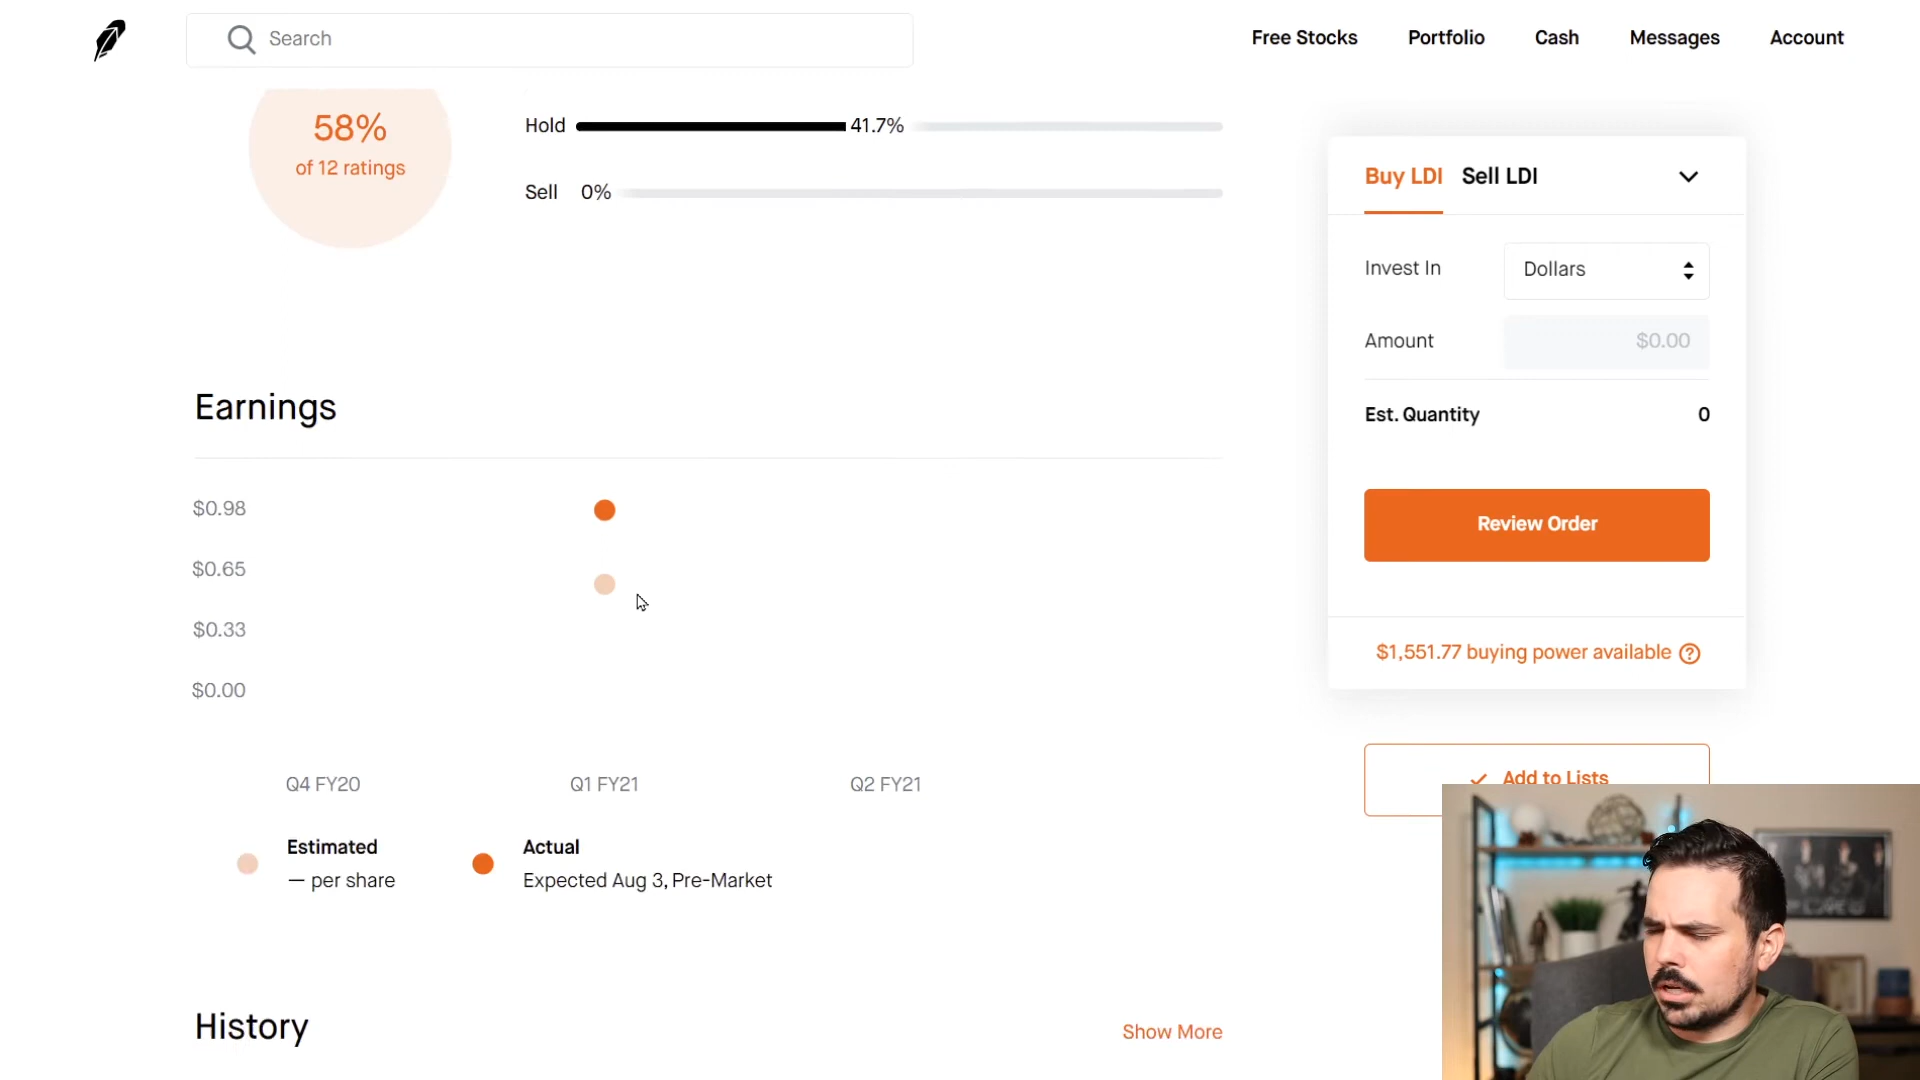 Search
Free Stocks
Portfolio
Cash
Messages
Account
58%
of 12 ratings
Hold 41.7%
Sell 0%
Buy LDI
Sell LDI
Invest In
Dollars
Amount
$0.00
Est. Quantity
0
Review Order
$1,551.77 buying power available ?
Add to Lists
Earnings
$0.98
$0.65
$0.33
$0.00
Q4 FY20
Q1 FY21
Q2 FY21
Estimated
— per share
Actual
Expected Aug 3, Pre-Market
History
Show More